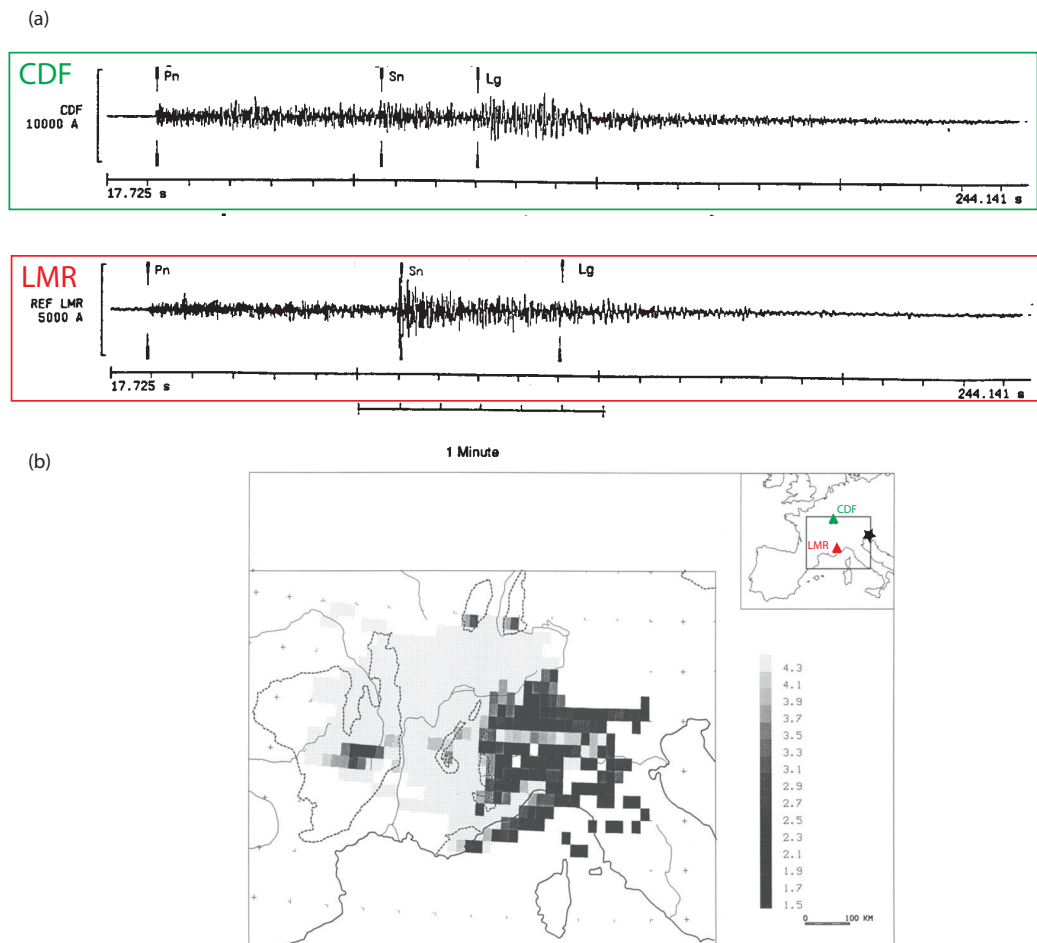 (a)
CDF
Pn Sn Lg
CDF
10000 A
17.725 s 244.141 s
LMR
Pn Sn Lg
REF LMR
5000 A
17.725 s 244.141 s
1 Minute
(b)
CDF
LMR
4.3
4.1
3.9
3.7
3.5
3.3
3.1
2.9
2.7
2.5
2.3
2.1
1.9
1.7
1.5
0 100 KM